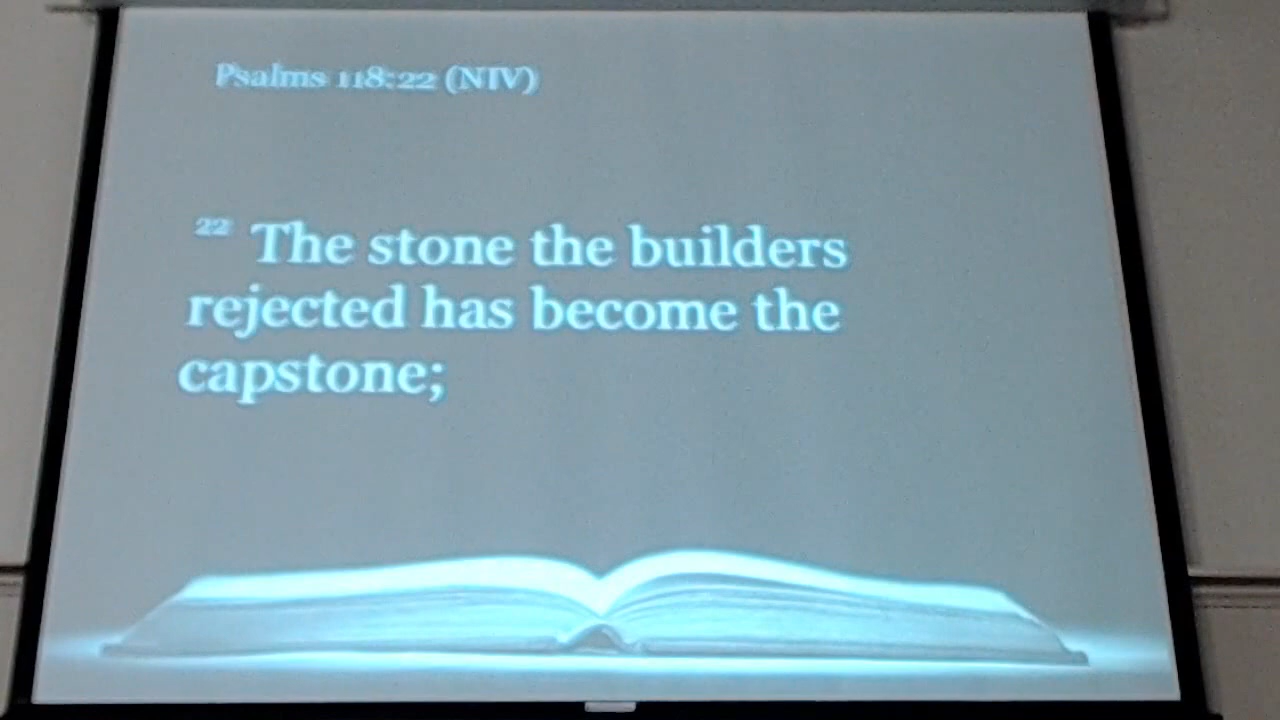 Psalms 118:22 (NIV)
22 The stone the builders
rejected has become the
capstone;